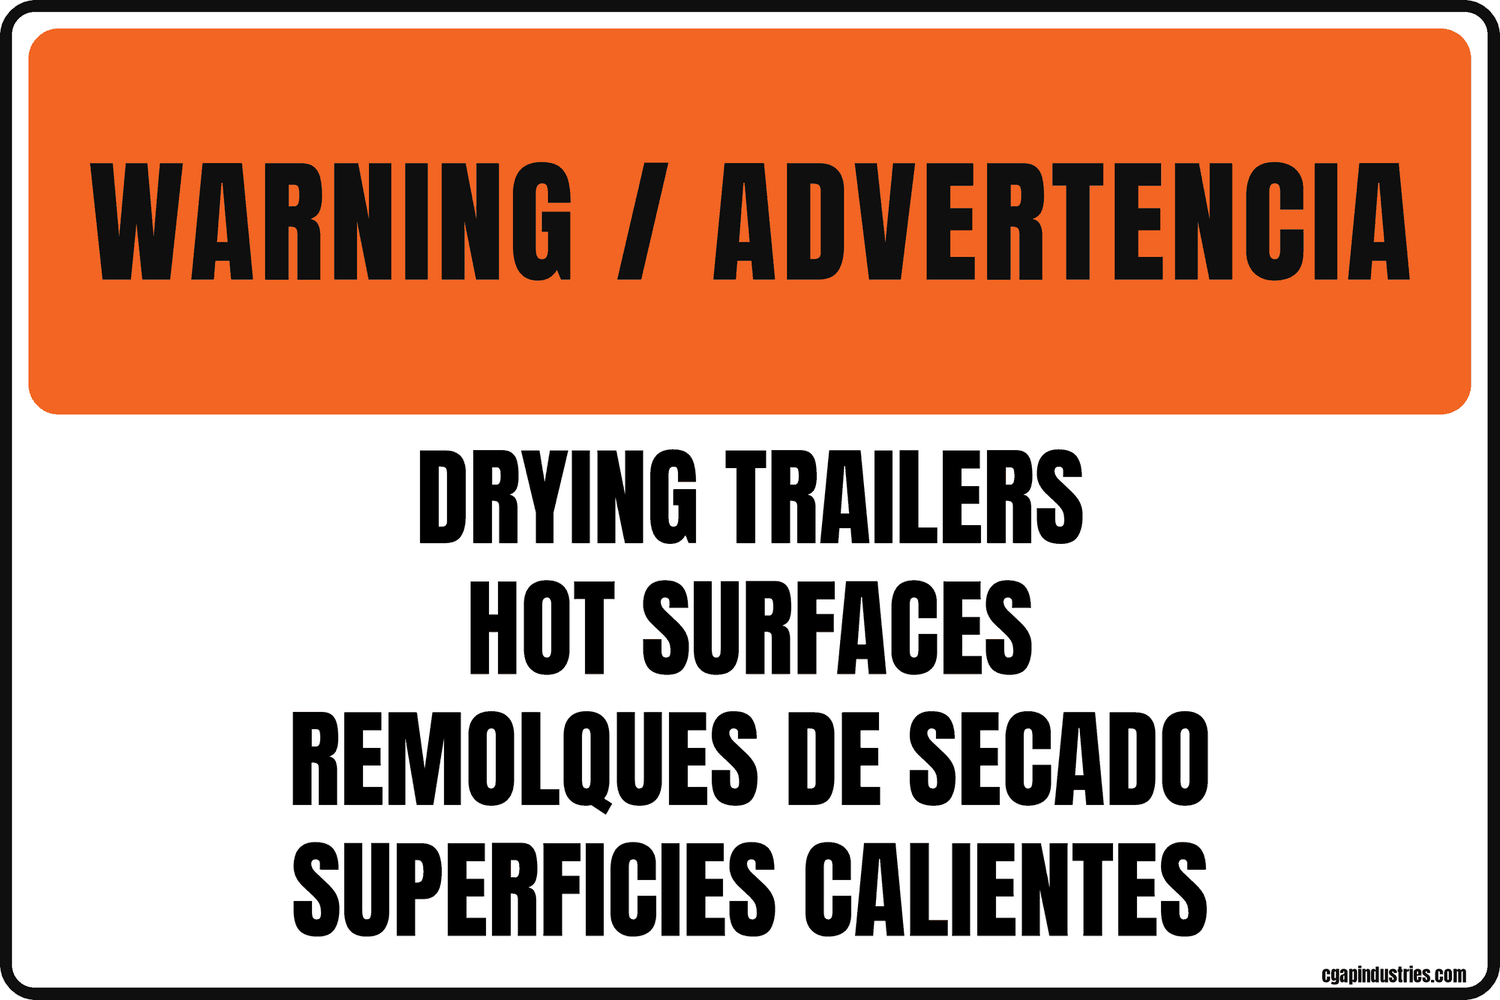 WARNING / ADVERTENCIA
DRYING TRAILERS
HOT SURFACES
REMOLQUES DE SECADO
SUPERFICIES CALIENTES
cgapindustries.com